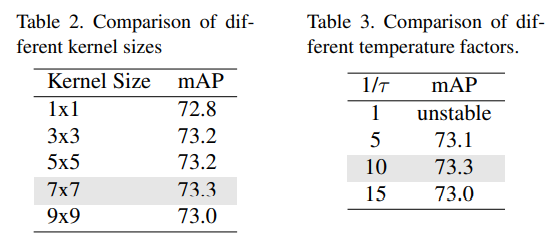 Table 2. Comparison of dif-
ferent kernel sizes
Kernel Size mAP
1x1 72.8
3x3 73.2
5x5 73.2
7x7 73.3
9x9 73.0
Table 3. Comparison of dif-
ferent temperature factors.
1/τ mAP
1 unstable
5 73.1
10 73.3
15 73.0